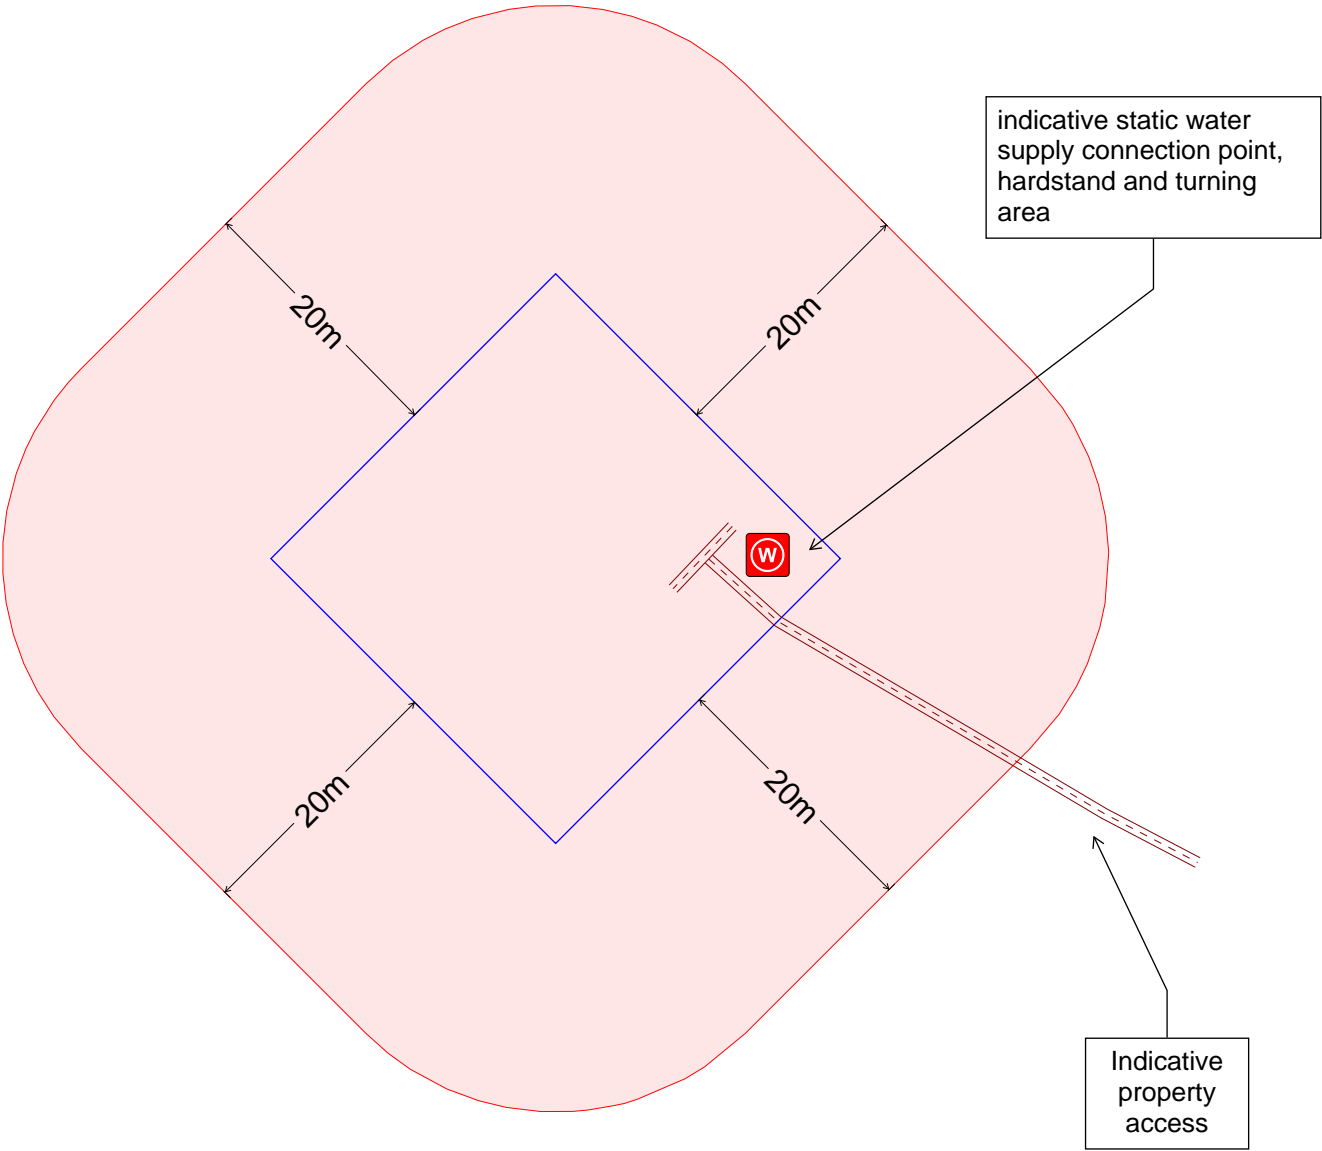 indicative static water
supply connection point,
hardstand and turning
area
20m
20m
W
20m
20m
Indicative
property
access